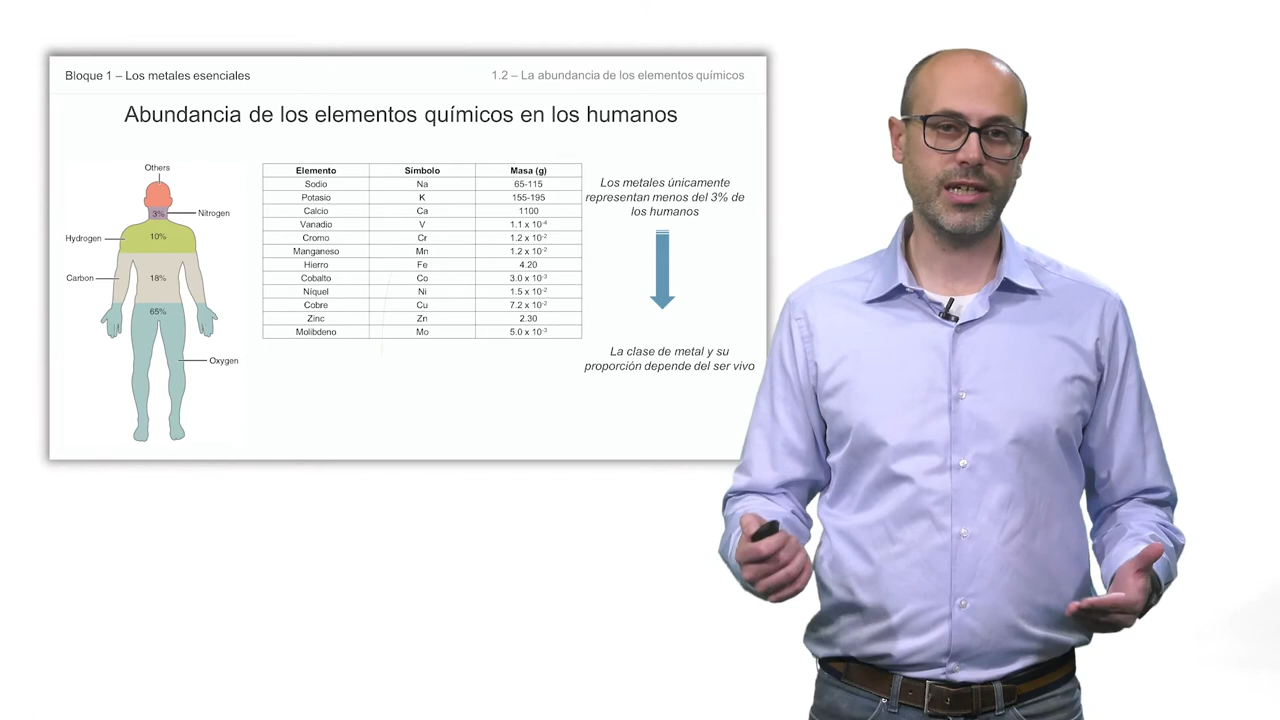 Bloque 1 – Los metales esenciales
1.2 – La abundancia de los elementos químicos
Abundancia de los elementos químicos en los humanos
Others
3%
Nitrogen
Hydrogen
10%
Carbon
18%
65%
Oxygen
Elemento Símbolo Masa (g)
Sodio Na 65-115
Potasio K 155-195
Calcio Ca 1100
Vanadio V 1.1 x 10⁻⁴
Cromo Cr 1.2 x 10⁻²
Manganeso Mn 1.2 x 10⁻²
Hierro Fe 4.20
Cobalto Co 3.0 x 10⁻³
Níquel Ni 1.5 x 10⁻²
Cobre Cu 7.2 x 10⁻²
Zinc Zn 2.30
Molibdeno Mo 5.0 x 10⁻³
Los metales únicamente
representan menos del 3% de
los humanos
La clase de metal y su
proporción depende del ser vivo